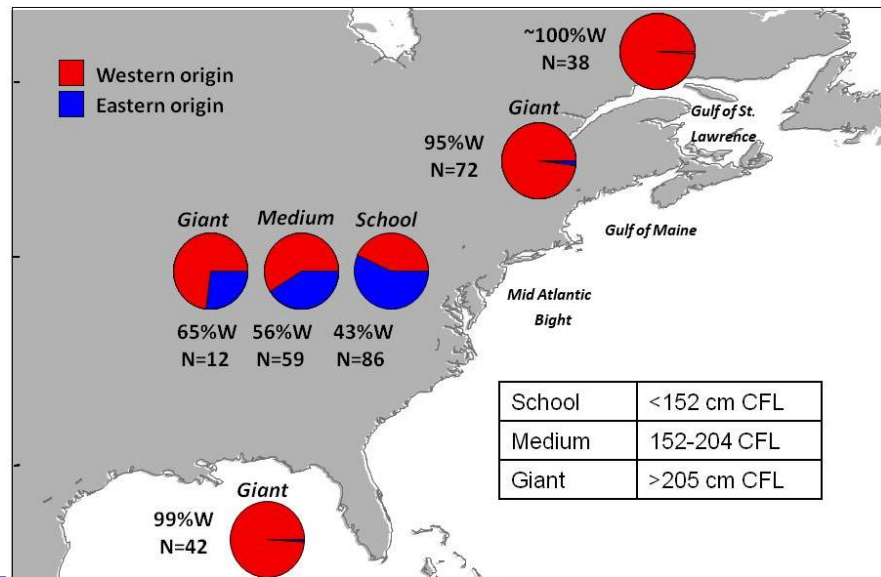 Western origin
Eastern origin
~100%W
N=38
Gulf of St.
Lawrence
Giant
95%W
N=72
Gulf of Maine
Giant
Medium
School
Mid Atlantic
Bight
65%W
N=12
56%W
N=59
43%W
N=86
School <152 cm CFL
Medium 152-204 CFL
Giant >205 cm CFL
Giant
99%W
N=42